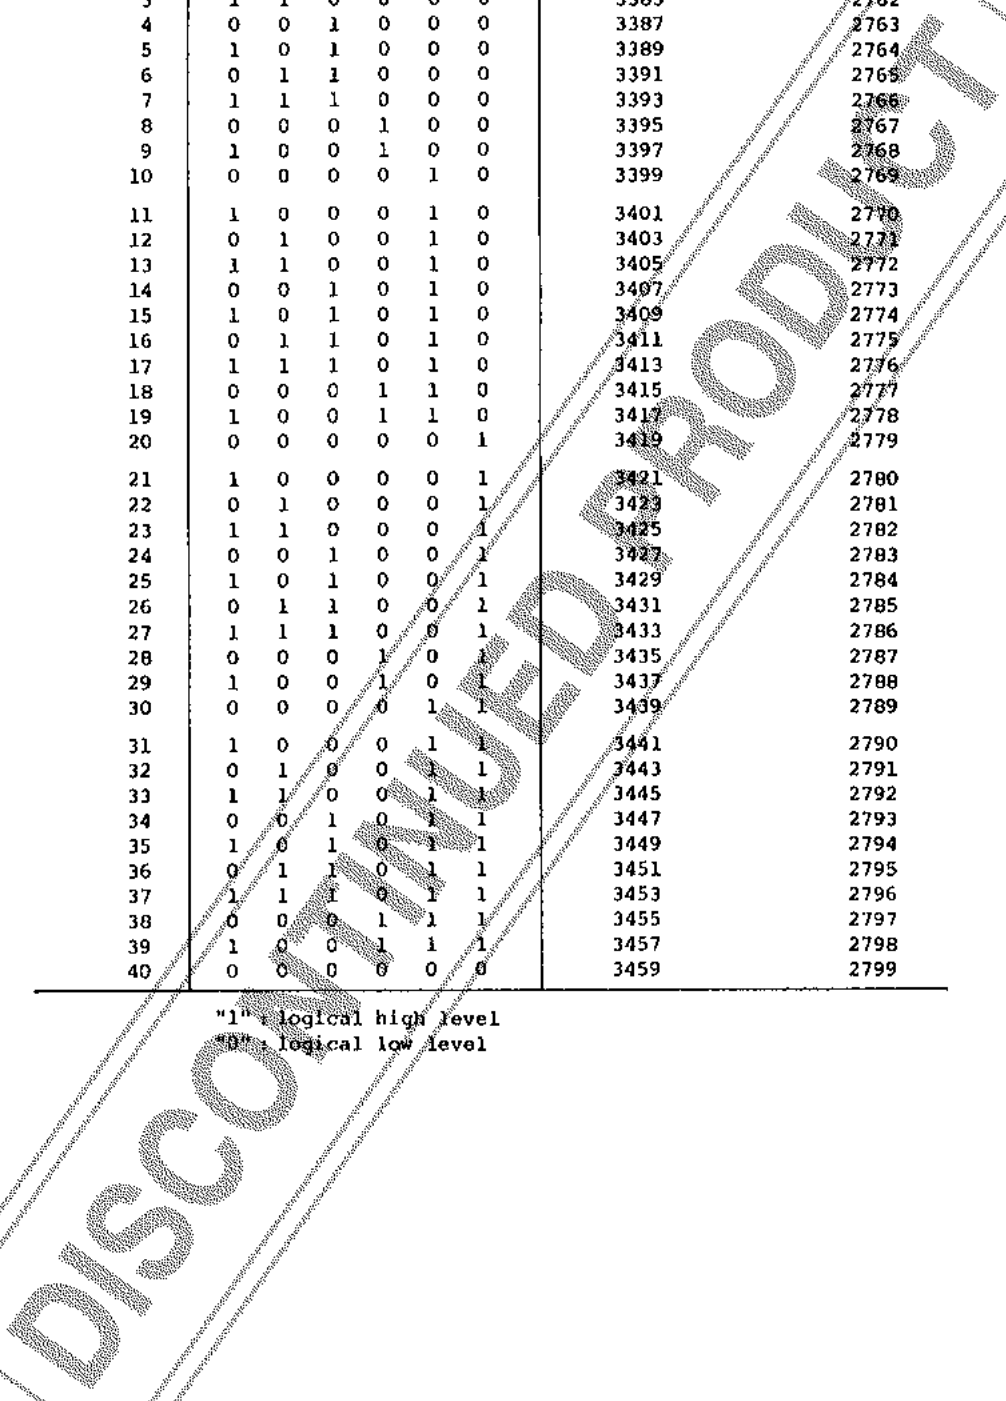 3 1 1 0 0 0 0 3385 2762
4 0 0 1 0 0 0 3387 2763
5 1 0 1 0 0 0 3389 2764
6 0 1 1 0 0 0 3391 2765
7 1 1 1 0 0 0 3393 2766
8 0 0 0 1 0 0 3395 2767
9 1 0 0 1 0 0 3397 2768
10 0 0 0 0 1 0 3399 2769
11 1 0 0 0 1 0 3401 2770
12 0 1 0 0 1 0 3403 2771
13 1 1 0 0 1 0 3405 2772
14 0 0 1 0 1 0 3407 2773
15 1 0 1 0 1 0 3409 2774
16 0 1 1 0 1 0 3411 2775
17 1 1 1 0 1 0 3413 2776
18 0 0 0 1 1 0 3415 2777
19 1 0 0 1 1 0 3417 2778
20 0 0 0 0 0 1 3419 2779
21 1 0 0 0 0 1 3421 2780
22 0 1 0 0 0 1 3423 2781
23 1 1 0 0 0 1 3425 2782
24 0 0 1 0 0 1 3427 2783
25 1 0 1 0 0 1 3429 2784
26 0 1 1 0 0 1 3431 2785
27 1 1 1 0 0 1 3433 2786
28 0 0 0 1 0 1 3435 2787
29 1 0 0 1 0 1 3437 2788
30 0 0 0 0 1 1 3439 2789
31 1 0 0 0 1 1 3441 2790
32 0 1 0 0 1 1 3443 2791
33 1 1 0 0 1 1 3445 2792
34 0 0 1 0 1 1 3447 2793
35 1 0 1 0 1 1 3449 2794
36 0 1 1 0 1 1 3451 2795
37 1 1 1 0 1 1 3453 2796
38 0 0 0 1 1 1 3455 2797
39 1 0 0 1 1 1 3457 2798
40 0 0 0 0 0 0 3459 2799
"1" : logical high level
"0" : logical low level
DISCONTINUED PRODUCT